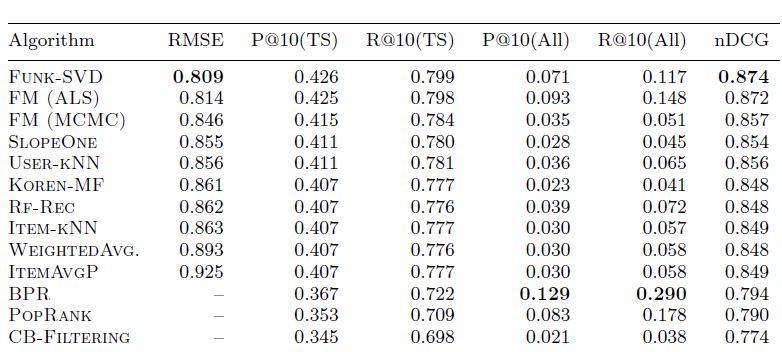 Algorithm RMSE P@10(TS) R@10(TS) P@10(All) R@10(All) nDCG
Funk-SVD 0.809 0.426 0.799 0.071 0.117 0.874
FM (ALS) 0.814 0.425 0.798 0.093 0.148 0.872
FM (MCMC) 0.846 0.415 0.784 0.035 0.051 0.857
SlopeOne 0.855 0.411 0.780 0.028 0.045 0.854
User-kNN 0.856 0.411 0.781 0.036 0.065 0.856
Koren-MF 0.861 0.407 0.777 0.023 0.041 0.848
Rf-Rec 0.862 0.407 0.776 0.039 0.072 0.848
Item-kNN 0.863 0.407 0.777 0.030 0.057 0.849
WeightedAvg. 0.893 0.407 0.776 0.030 0.058 0.848
ItemAvgP 0.925 0.407 0.777 0.030 0.058 0.849
BPR – 0.367 0.722 0.129 0.290 0.794
PopRank – 0.353 0.709 0.083 0.178 0.790
CB-Filtering – 0.345 0.698 0.021 0.038 0.774